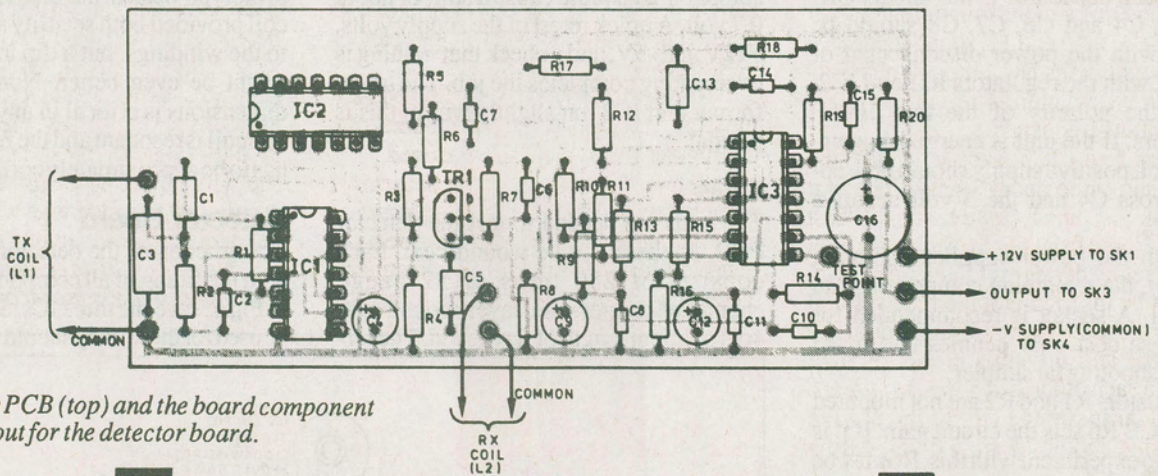 R18
R17
R5
C14
C13
C15
IC2
C7
R12
R19
R20
R6
TR1
IC3
TX
COIL
(L1)
C1
R3
b
c
e
R7
C6
R10
R11
C3
R1
R13
R15
C16
IC1
R9
+12V SUPPLY TO SK1
TEST
POINT
R14
C5
OUTPUT TO SK3
C2
R4
R8
C8
R16
C12
C11
C10
-V SUPPLY(COMMON)
TO SK4
COMMON
COMMON
PCB (top) and the board component
out for the detector board.
RX
COIL
(L2)